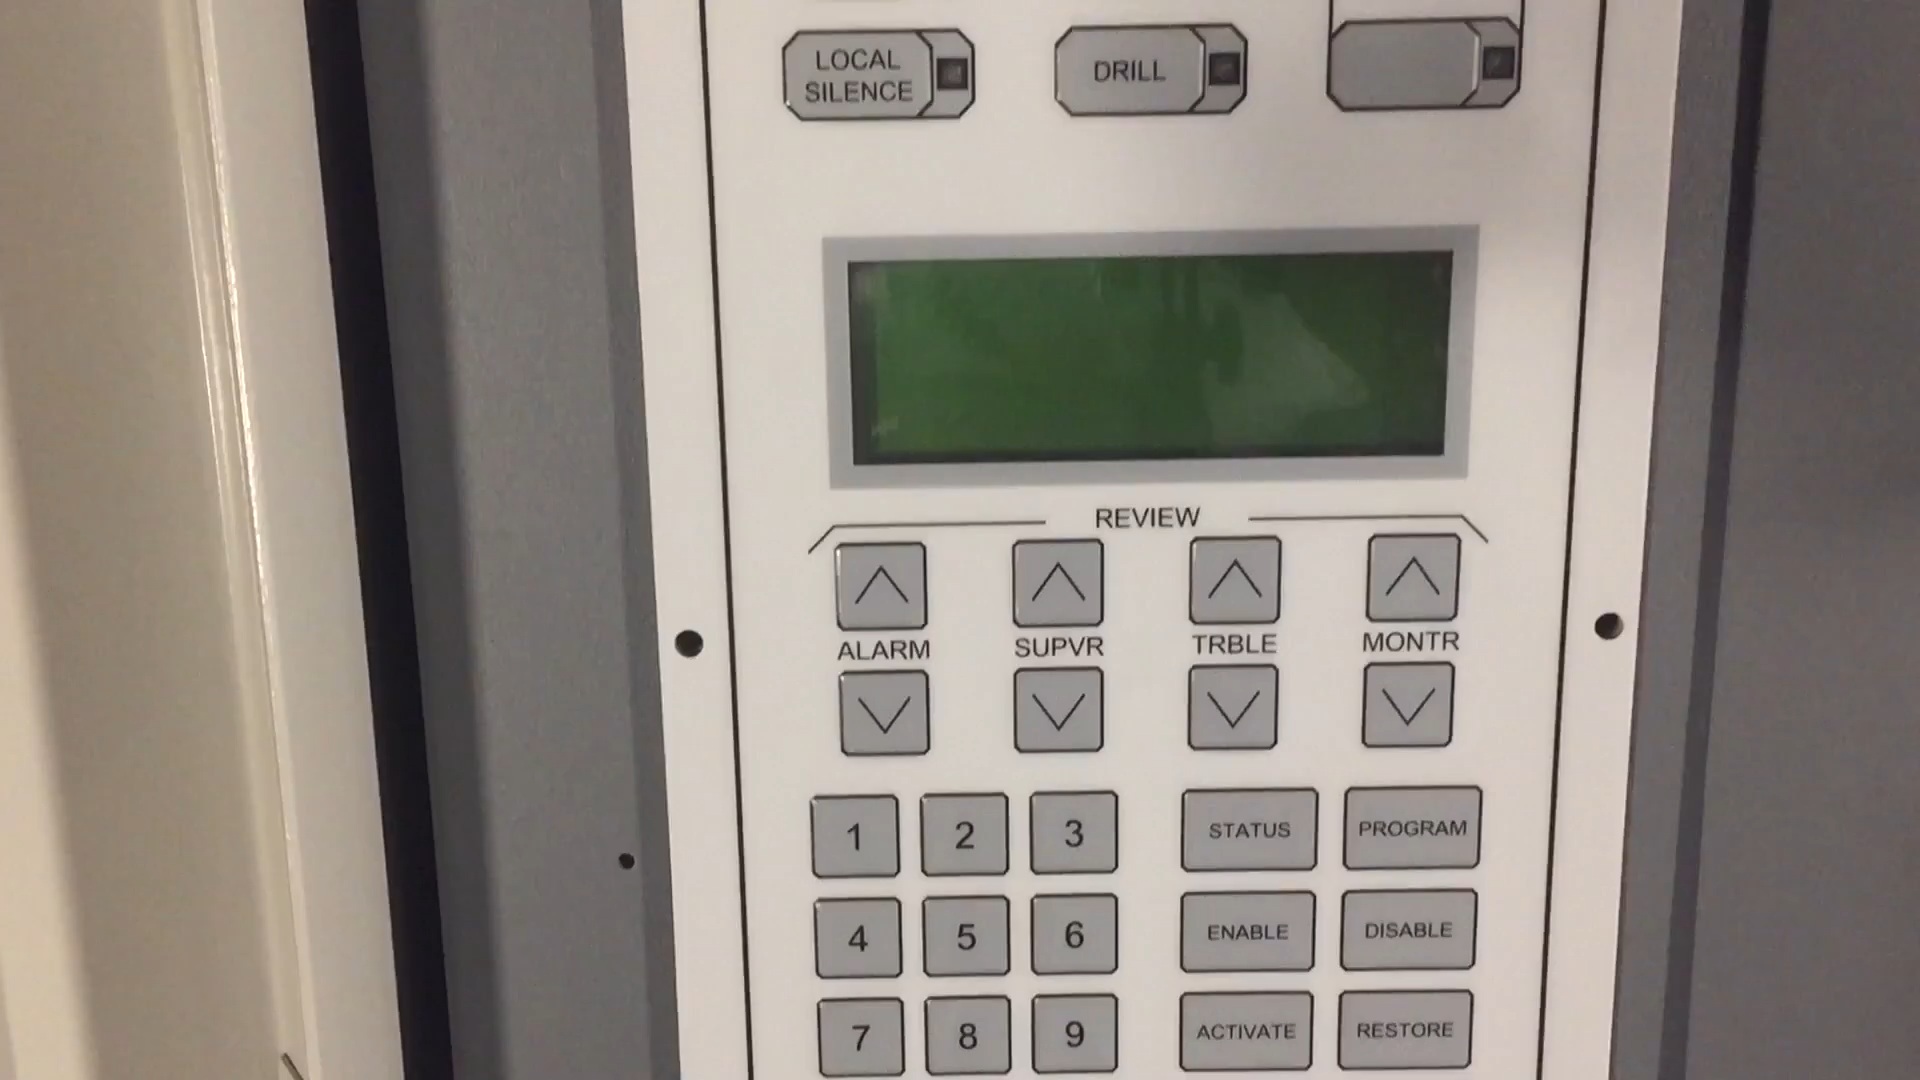 LOCAL
SILENCE
DRILL
REVIEW
ALARM SUPVR TRBLE MONTR
1 2 3 STATUS PROGRAM
4 5 6 ENABLE DISABLE
7 8 9 ACTIVATE RESTORE